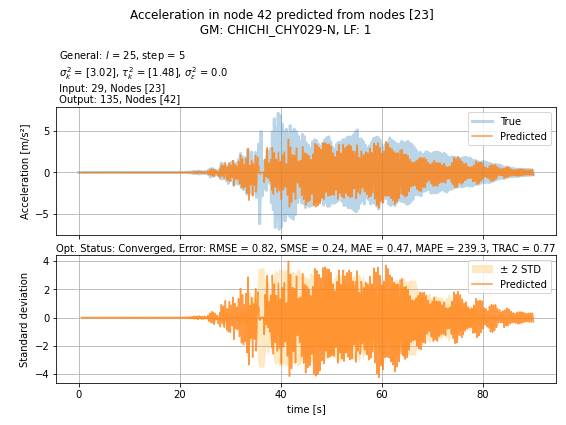 Acceleration in node 42 predicted from nodes [23]
GM: CHICHI_CHY029-N, LF: 1
General: l = 25, step = 5
σ²ₖ = [3.02], τ²ₖ = [1.48], σ²ε = 0.0
Input: 29, Nodes [23]
Output: 135, Nodes [42]
Acceleration [m/s²]
5
0
−5
True
Predicted
Opt. Status: Converged, Error: RMSE = 0.82, SMSE = 0.24, MAE = 0.47, MAPE = 239.3, TRAC = 0.77
Standard deviation
4
2
0
−2
−4
± 2 STD
Predicted
0 20 40 60 80
time [s]